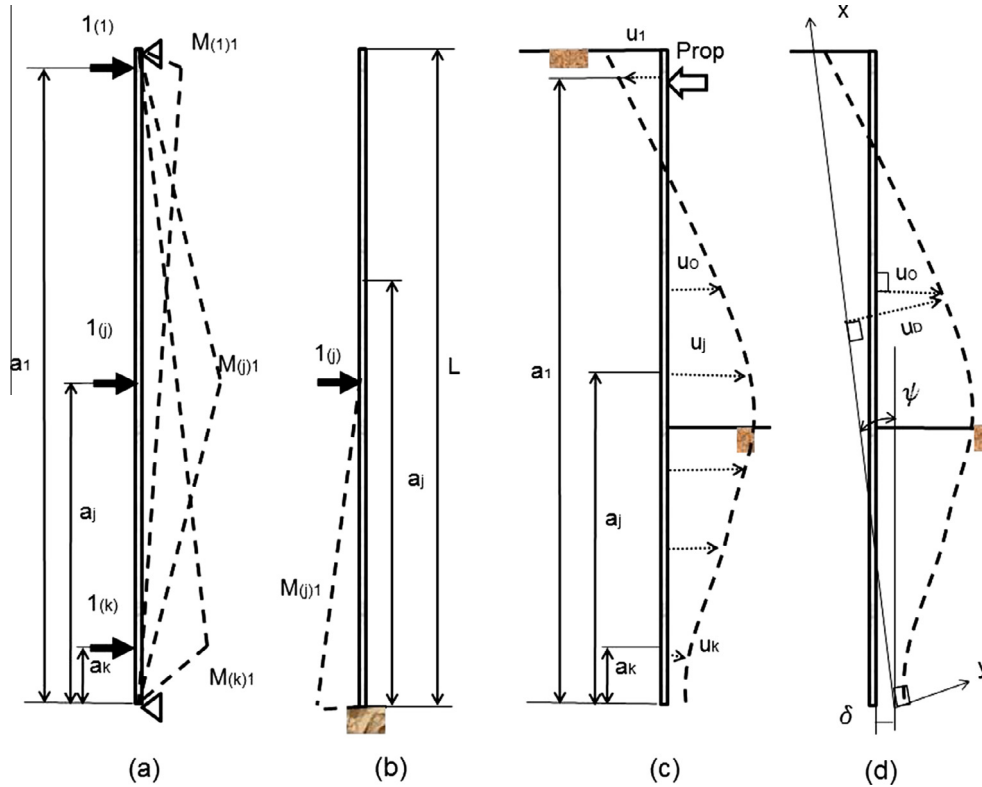 1(1)
M(1)1
a1
1(j)
M(j)1
aj
1(k)
ak
M(k)1
(a)
1(j)
L
aj
M(j)1
(b)
u1
Prop
a1
uO
uj
aj
uk
ak
(c)
x
uO
uD
ψ
y
δ
(d)